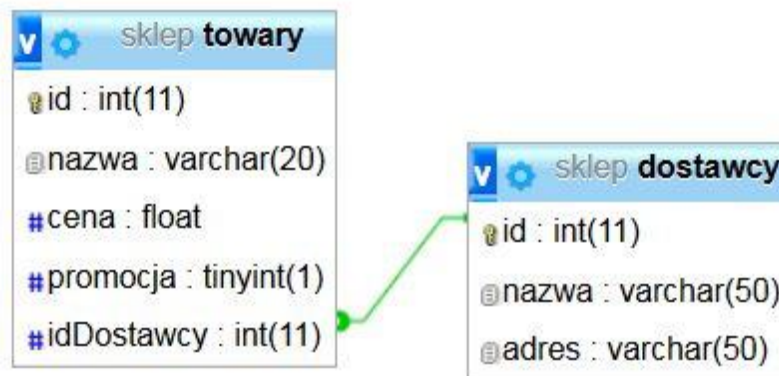 v sklep towary
id : int(11)
nazwa : varchar(20)
#cena : float
#promocja : tinyint(1)
#idDostawcy : int(11)
v sklep dostawcy
id : int(11)
nazwa : varchar(50)
adres : varchar(50)